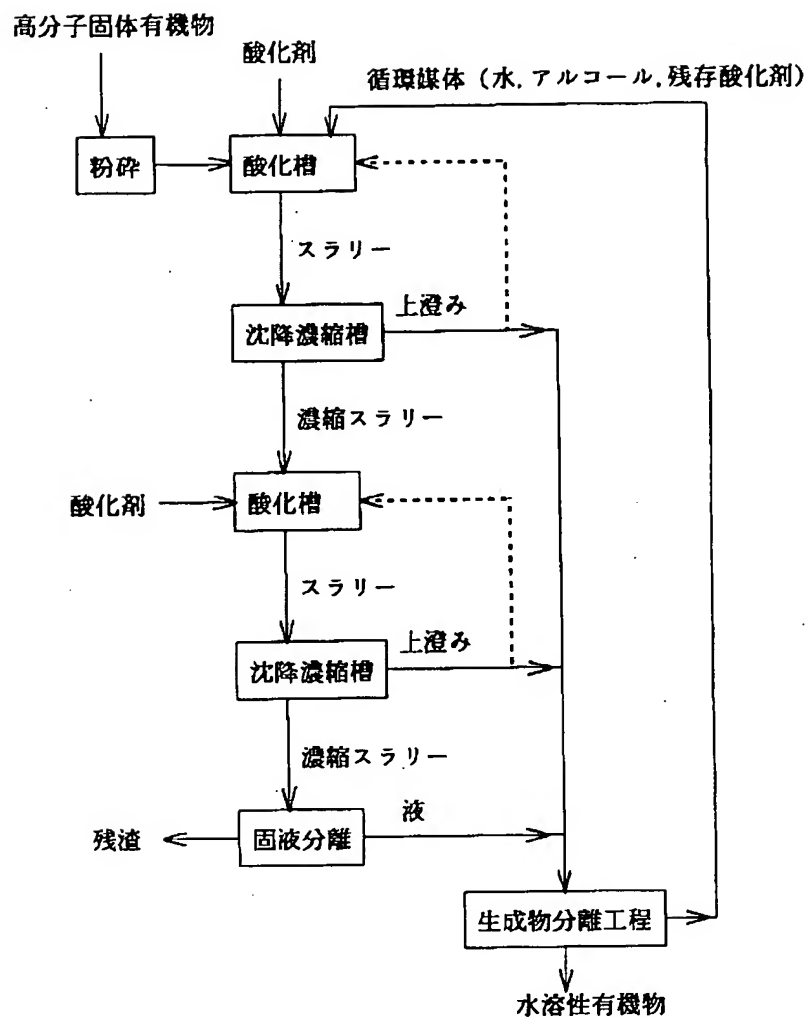 高分子固体有機物
酸化剤
循環媒体（水，アルコール，残存酸化剤）
粉砕
酸化槽
スラリー
上澄み
沈降濃縮槽
濃縮スラリー
酸化剤
酸化槽
スラリー
上澄み
沈降濃縮槽
濃縮スラリー
液
残渣
固液分離
生成物分離工程
水溶性有機物